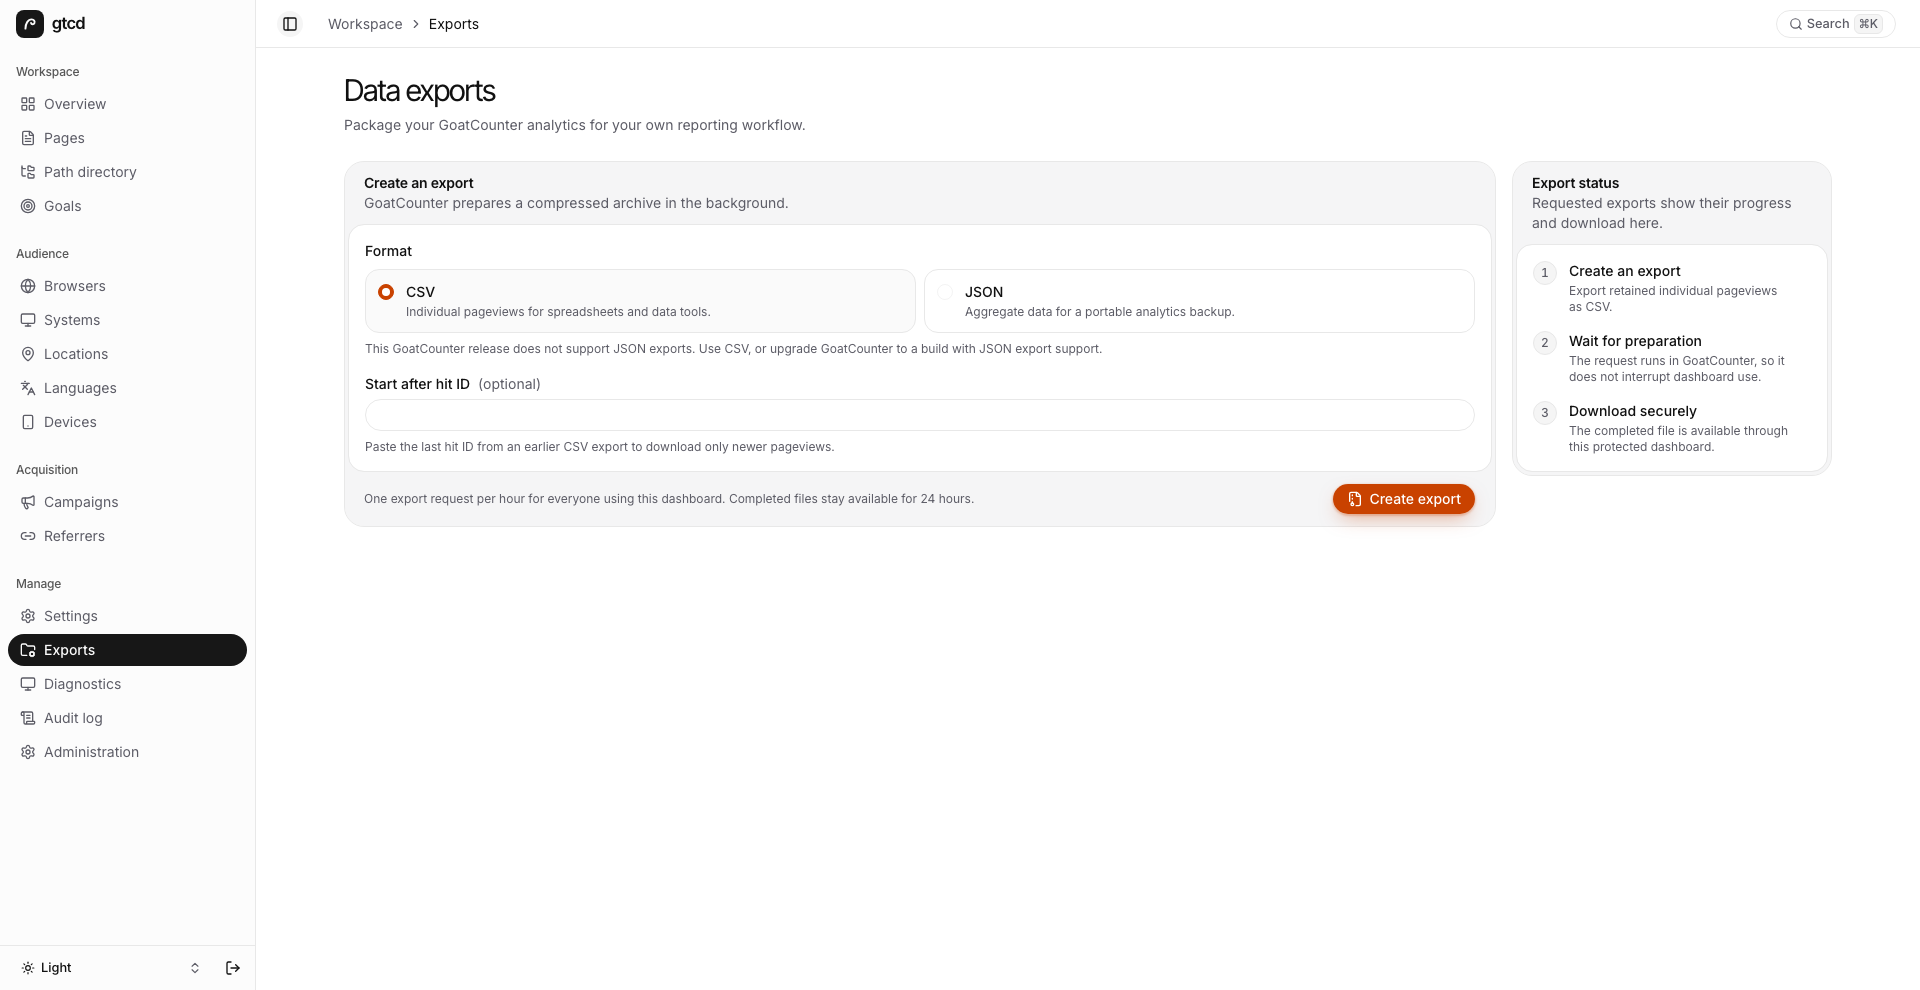 gtcd
Workspace
Overview
Pages
Path directory
Goals
Audience
Browsers
Systems
Locations
Languages
Devices
Acquisition
Campaigns
Referrers
Manage
Settings
Exports
Diagnostics
Audit log
Administration
Light
Workspace > Exports
Search ⌘K
Data exports
Package your GoatCounter analytics for your own reporting workflow.
Create an export
GoatCounter prepares a compressed archive in the background.
Format
CSV
Individual pageviews for spreadsheets and data tools.
JSON
Aggregate data for a portable analytics backup.
This GoatCounter release does not support JSON exports. Use CSV, or upgrade GoatCounter to a build with JSON export support.
Start after hit ID (optional)
Paste the last hit ID from an earlier CSV export to download only newer pageviews.
One export request per hour for everyone using this dashboard. Completed files stay available for 24 hours.
Create export
Export status
Requested exports show their progress
and download here.
1 Create an export
Export retained individual pageviews
as CSV.
2 Wait for preparation
The request runs in GoatCounter, so it
does not interrupt dashboard use.
3 Download securely
The completed file is available through
this protected dashboard.